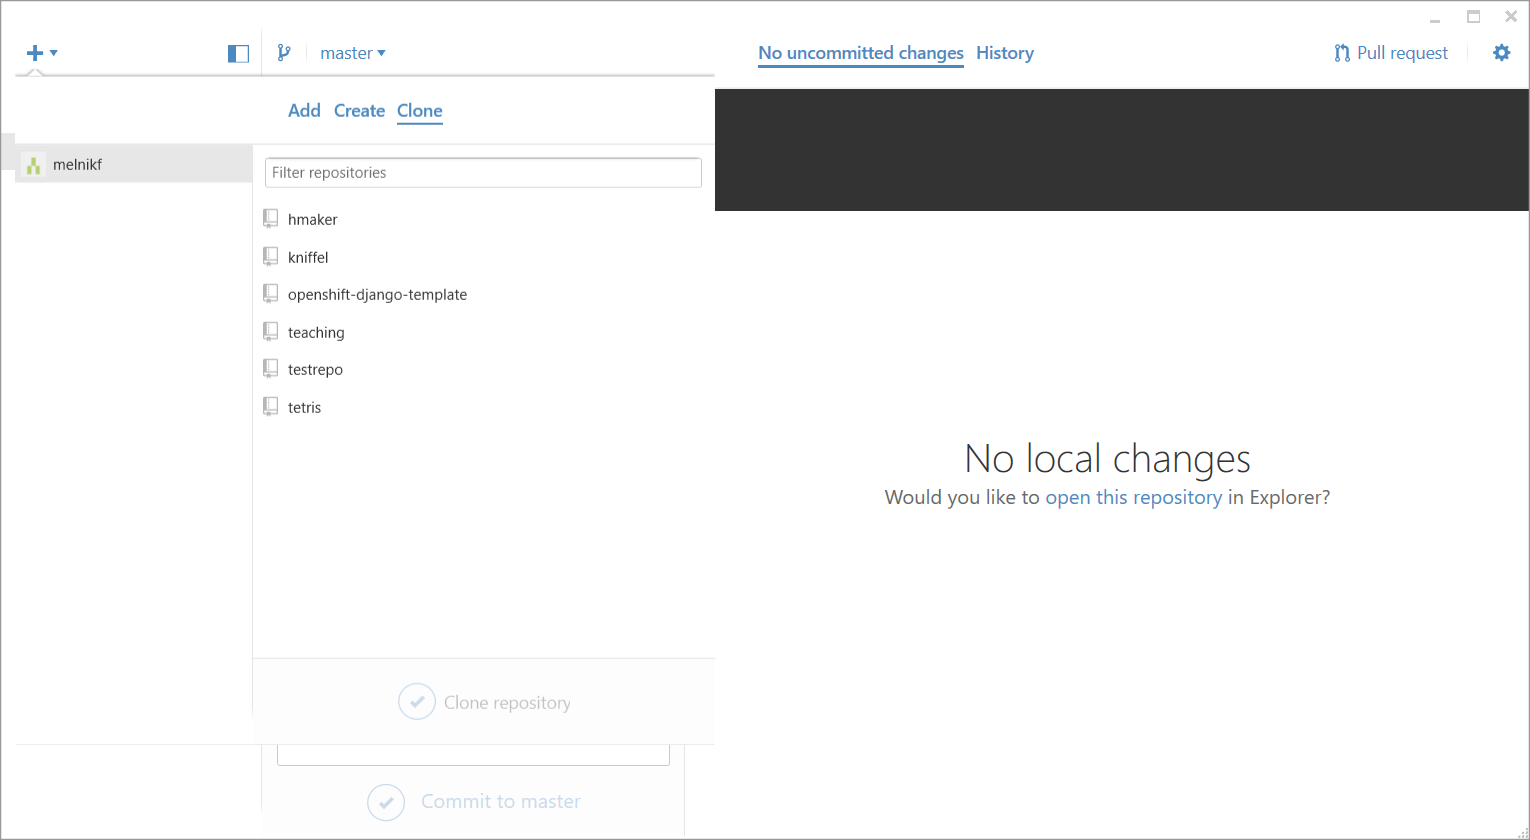 master
No uncommitted changes
History
Pull request
Add Create Clone
melnikf
Filter repositories
hmaker
kniffel
openshift-django-template
teaching
testrepo
tetris
Clone repository
Commit to master
No local changes
Would you like to open this repository in Explorer?